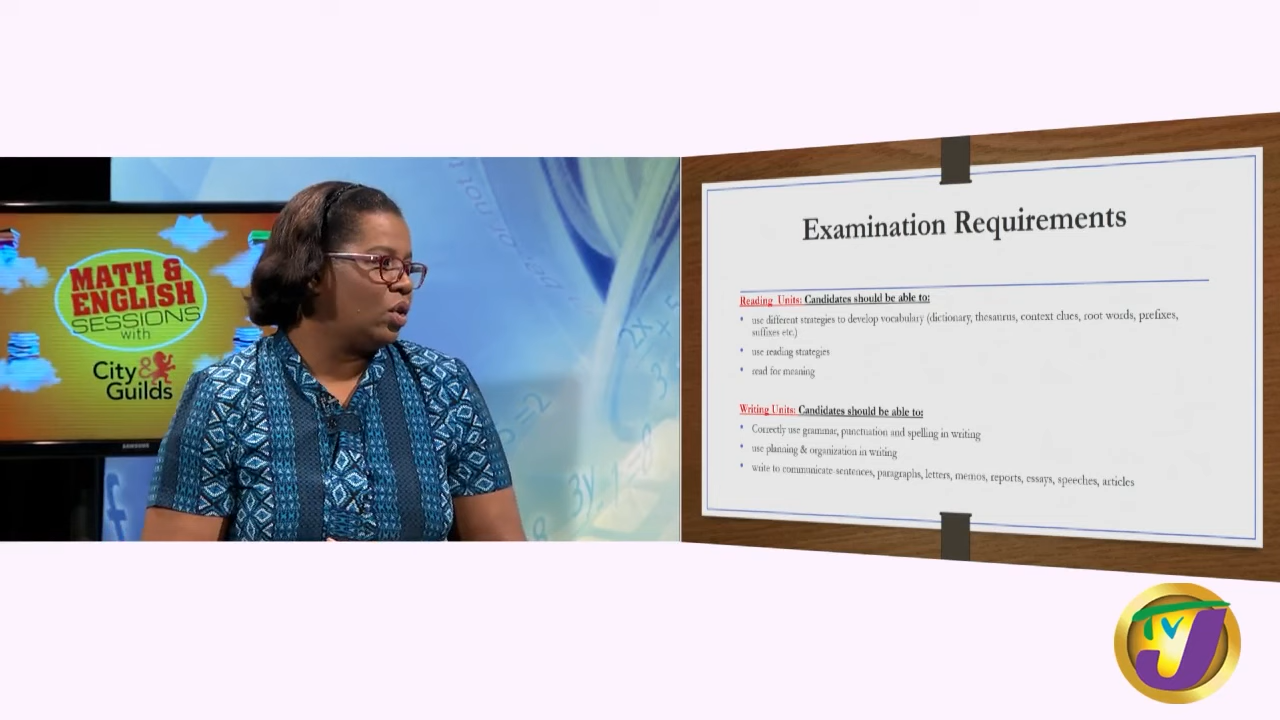 MATH &
ENGLISH
SESSIONS
with
City &
Guilds
SAMSUNG
Examination Requirements
Reading Units: Candidates should be able to:
• use different strategies to develop vocabulary (dictionary, thesaurus, context clues, root words, prefixes,
suffixes etc.)
• use reading strategies
• read for meaning
Writing Units: Candidates should be able to:
• Correctly use grammar, punctuation and spelling in writing
• use planning & organization in writing
• write to communicate sentences, paragraphs, letters, memos, reports, essays, speeches, articles
TVJ